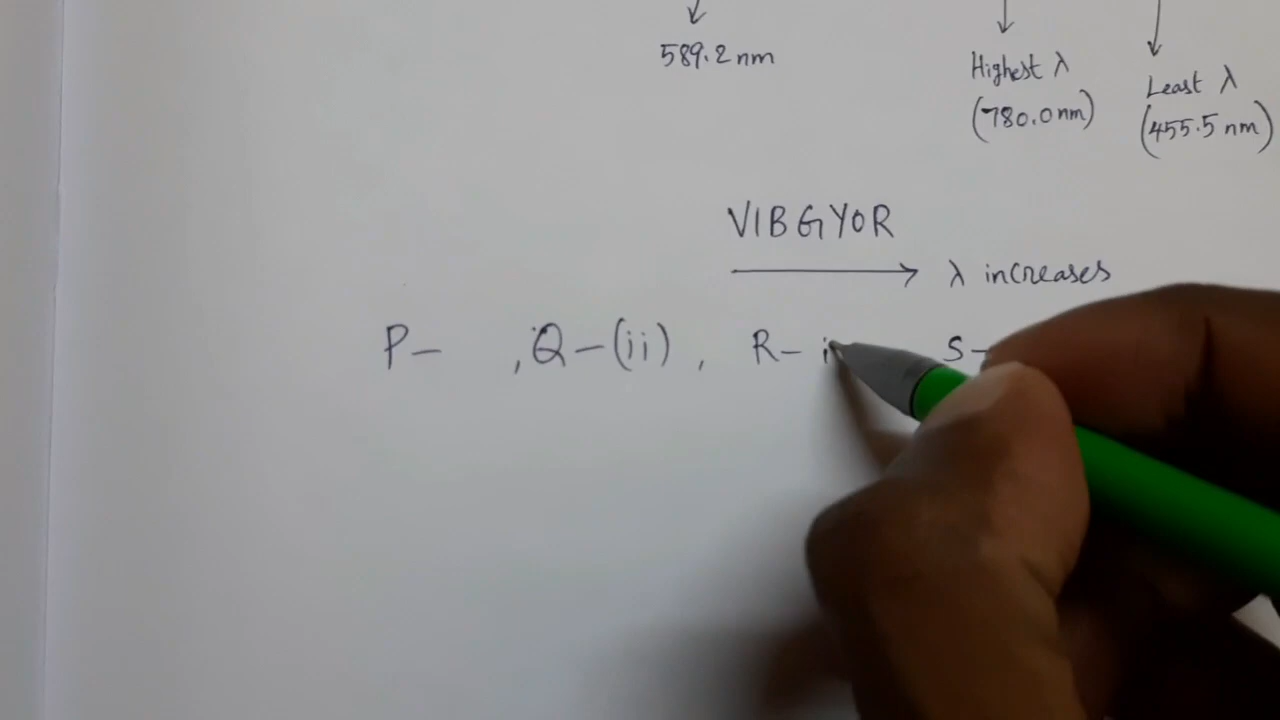 589.2 nm
Highest λ
(780.0 nm)
Least λ
(455.5 nm)
VIBGYOR
λ increases
P- , Q-(ii), R- i S-